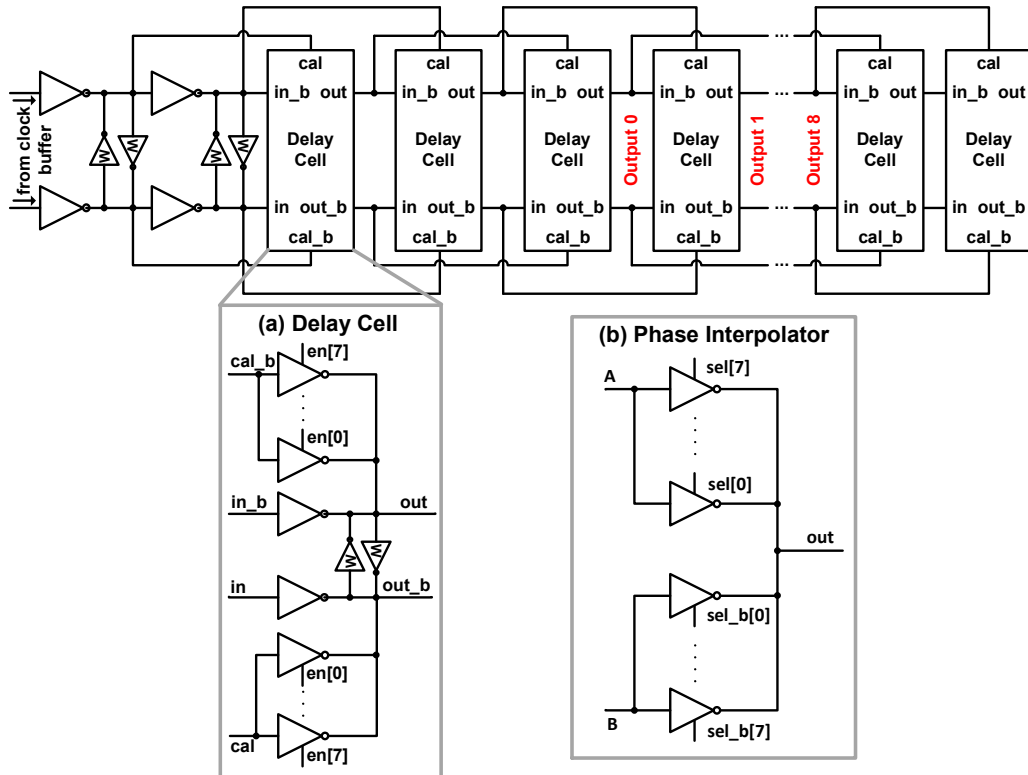 from clock
buffer
W
W
W
W
cal
in_b out
Delay
Cell
in out_b
cal_b
cal
in_b out
Delay
Cell
in out_b
cal_b
cal
in_b out
Delay
Cell
in out_b
cal_b
Output 0
cal
in_b out
Delay
Cell
in out_b
cal_b
Output 1
...
...
...
...
Output 8
cal
in_b out
Delay
Cell
in out_b
cal_b
cal
in_b out
Delay
Cell
in out_b
cal_b
(a) Delay Cell
en[7]
cal_b
en[0]
in_b
out
W
W
in
out_b
en[0]
cal
en[7]
(b) Phase Interpolator
A
sel[7]
sel[0]
out
sel_b[0]
B
sel_b[7]